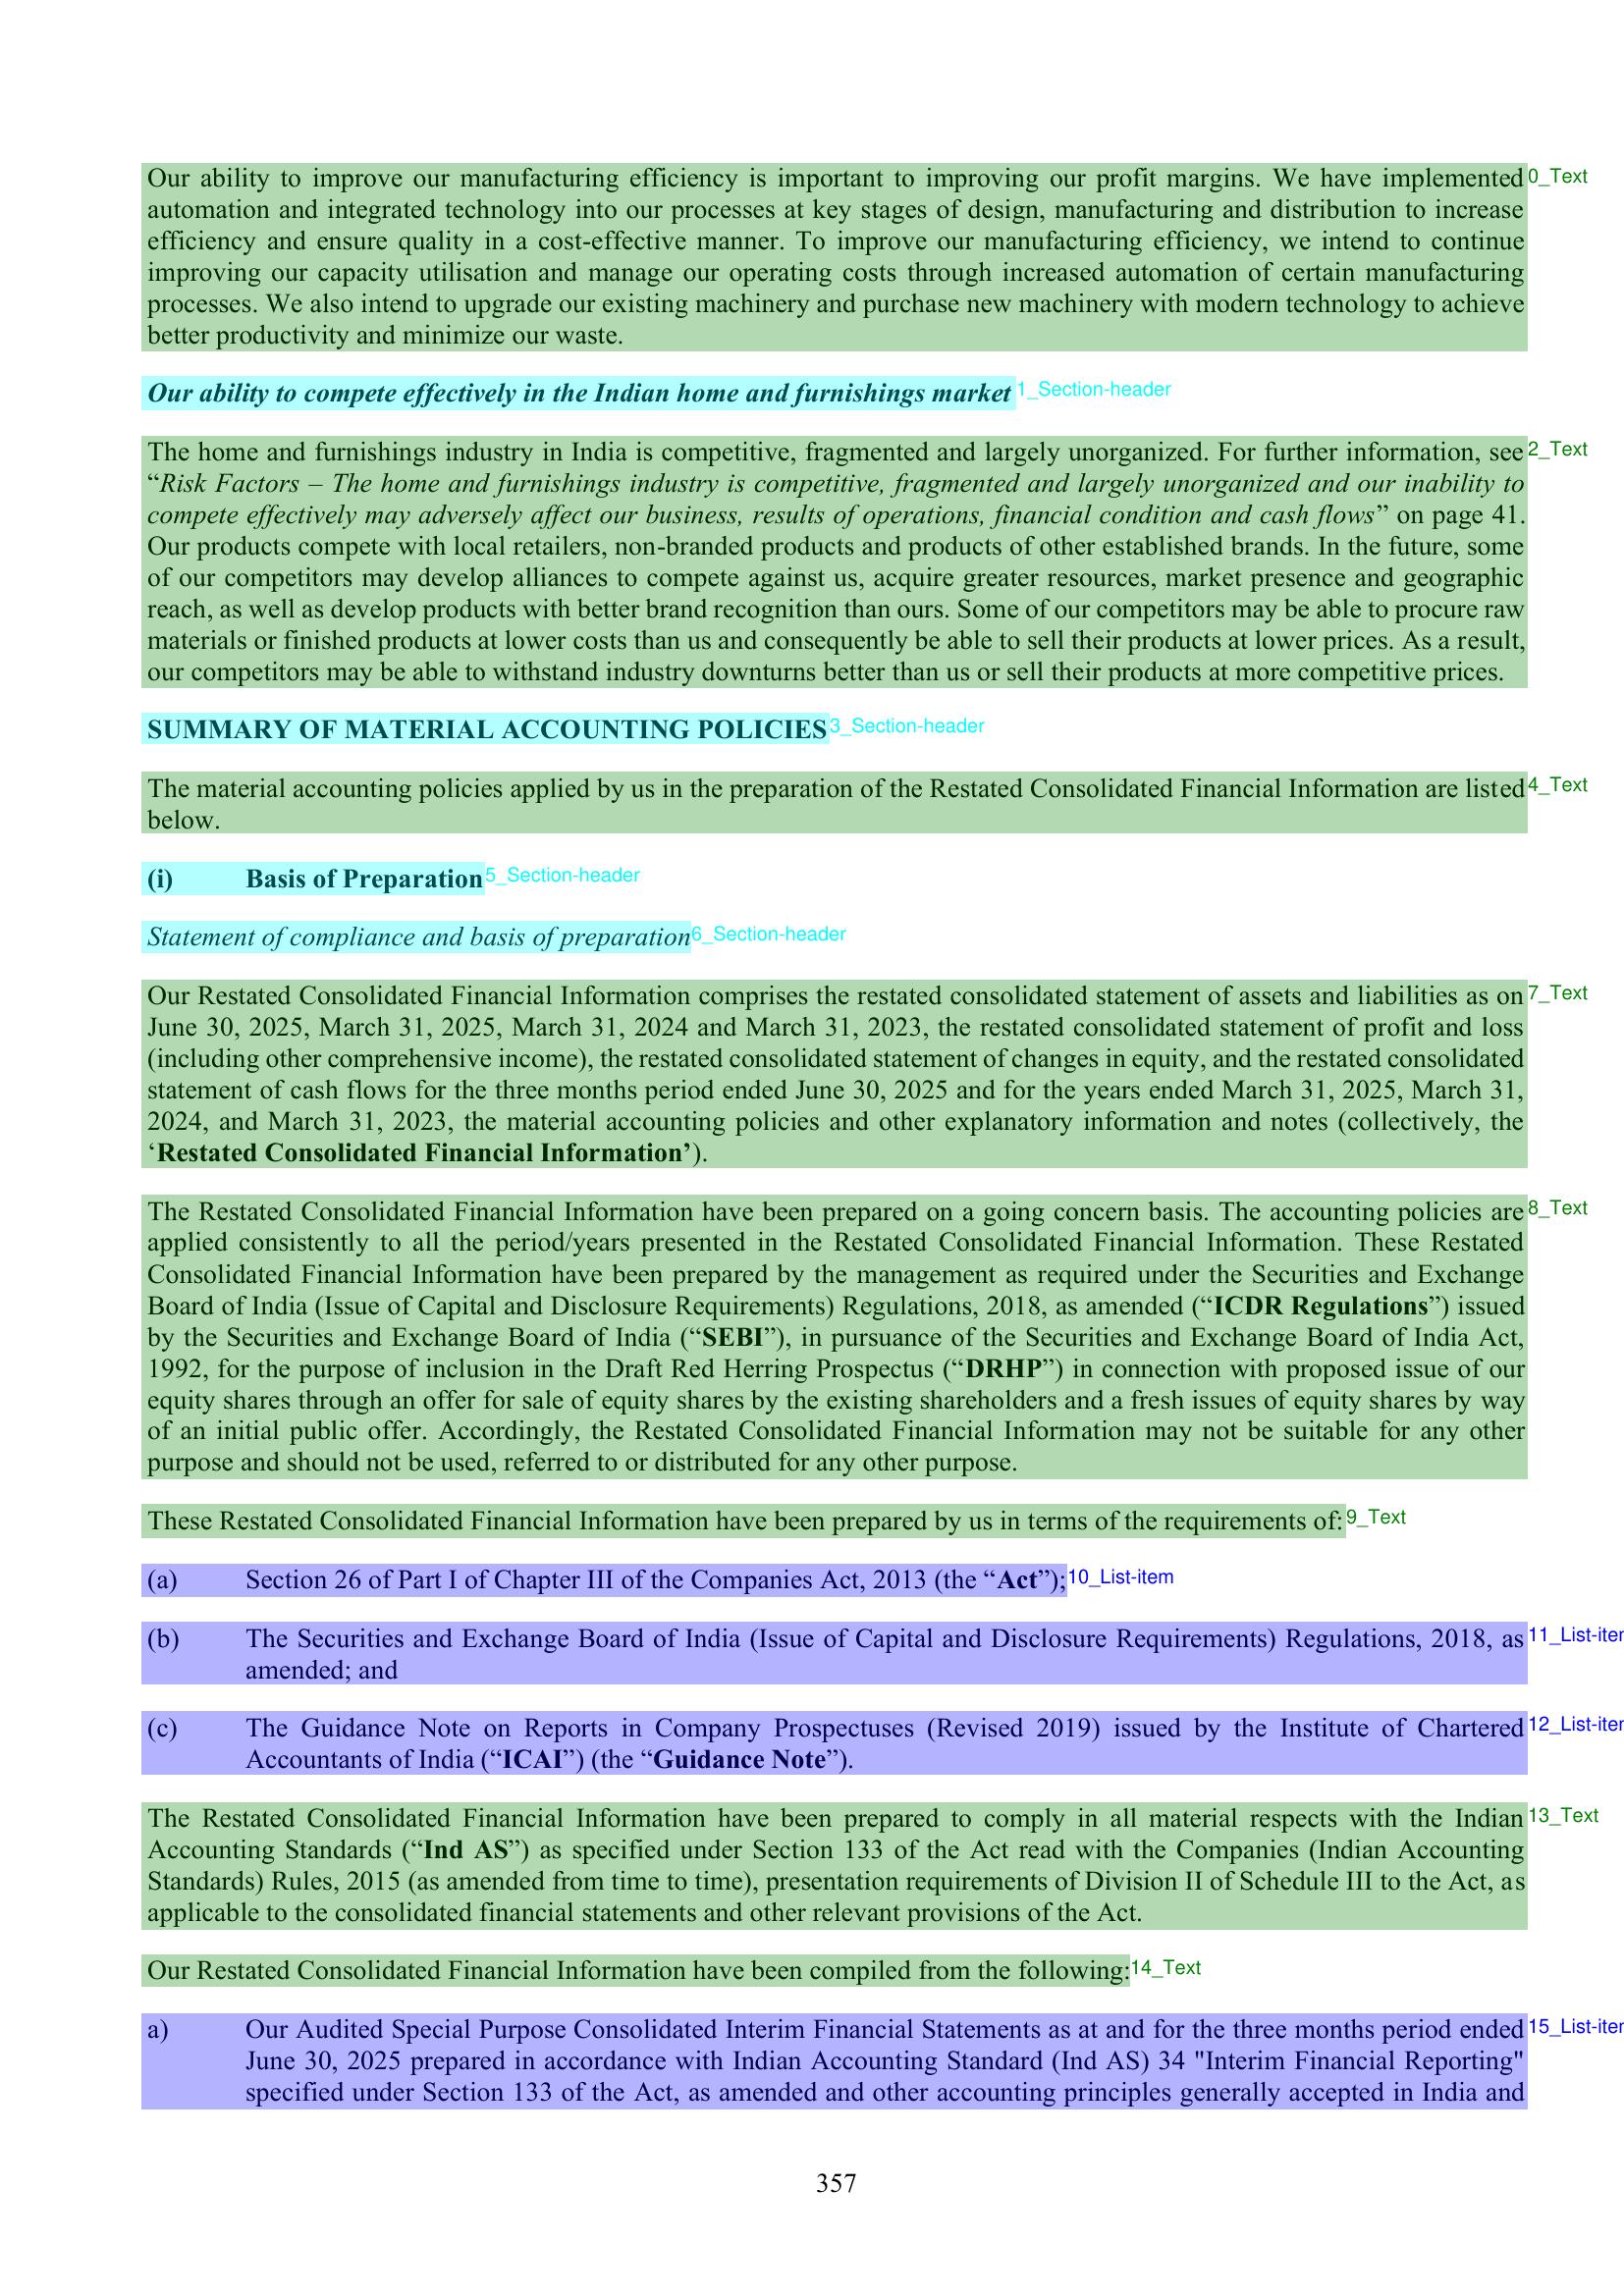 Our ability to improve our manufacturing efficiency is important to improving our profit margins. We have implemented 0_Text
automation and integrated technology into our processes at key stages of design, manufacturing and distribution to increase
efficiency and ensure quality in a cost-effective manner. To improve our manufacturing efficiency, we intend to continue
improving our capacity utilisation and manage our operating costs through increased automation of certain manufacturing
processes. We also intend to upgrade our existing machinery and purchase new machinery with modern technology to achieve
better productivity and minimize our waste.
Our ability to compete effectively in the Indian home and furnishings market 1_Section-header
The home and furnishings industry in India is competitive, fragmented and largely unorganized. For further information, see 2_Text
“Risk Factors – The home and furnishings industry is competitive, fragmented and largely unorganized and our inability to
compete effectively may adversely affect our business, results of operations, financial condition and cash flows” on page 41.
Our products compete with local retailers, non-branded products and products of other established brands. In the future, some
of our competitors may develop alliances to compete against us, acquire greater resources, market presence and geographic
reach, as well as develop products with better brand recognition than ours. Some of our competitors may be able to procure raw
materials or finished products at lower costs than us and consequently be able to sell their products at lower prices. As a result,
our competitors may be able to withstand industry downturns better than us or sell their products at more competitive prices.
SUMMARY OF MATERIAL ACCOUNTING POLICIES 3_Section-header
The material accounting policies applied by us in the preparation of the Restated Consolidated Financial Information are listed 4_Text
below.
(i) Basis of Preparation 5_Section-header
Statement of compliance and basis of preparation 6_Section-header
Our Restated Consolidated Financial Information comprises the restated consolidated statement of assets and liabilities as on 7_Text
June 30, 2025, March 31, 2025, March 31, 2024 and March 31, 2023, the restated consolidated statement of profit and loss
(including other comprehensive income), the restated consolidated statement of changes in equity, and the restated consolidated
statement of cash flows for the three months period ended June 30, 2025 and for the years ended March 31, 2025, March 31,
2024, and March 31, 2023, the material accounting policies and other explanatory information and notes (collectively, the
‘Restated Consolidated Financial Information’).
The Restated Consolidated Financial Information have been prepared on a going concern basis. The accounting policies are 8_Text
applied consistently to all the period/years presented in the Restated Consolidated Financial Information. These Restated
Consolidated Financial Information have been prepared by the management as required under the Securities and Exchange
Board of India (Issue of Capital and Disclosure Requirements) Regulations, 2018, as amended (“ICDR Regulations”) issued
by the Securities and Exchange Board of India (“SEBI”), in pursuance of the Securities and Exchange Board of India Act,
1992, for the purpose of inclusion in the Draft Red Herring Prospectus (“DRHP”) in connection with proposed issue of our
equity shares through an offer for sale of equity shares by the existing shareholders and a fresh issues of equity shares by way
of an initial public offer. Accordingly, the Restated Consolidated Financial Information may not be suitable for any other
purpose and should not be used, referred to or distributed for any other purpose.
These Restated Consolidated Financial Information have been prepared by us in terms of the requirements of: 9_Text
(a) Section 26 of Part I of Chapter III of the Companies Act, 2013 (the “Act”); 10_List-item
(b) The Securities and Exchange Board of India (Issue of Capital and Disclosure Requirements) Regulations, 2018, as 11_List-iter
amended; and
(c) The Guidance Note on Reports in Company Prospectuses (Revised 2019) issued by the Institute of Chartered 12_List-iter
Accountants of India (“ICAI”) (the “Guidance Note”).
The Restated Consolidated Financial Information have been prepared to comply in all material respects with the Indian 13_Text
Accounting Standards (“Ind AS”) as specified under Section 133 of the Act read with the Companies (Indian Accounting
Standards) Rules, 2015 (as amended from time to time), presentation requirements of Division II of Schedule III to the Act, as
applicable to the consolidated financial statements and other relevant provisions of the Act.
Our Restated Consolidated Financial Information have been compiled from the following: 14_Text
a) Our Audited Special Purpose Consolidated Interim Financial Statements as at and for the three months period ended 15_List-iter
June 30, 2025 prepared in accordance with Indian Accounting Standard (Ind AS) 34 "Interim Financial Reporting"
specified under Section 133 of the Act, as amended and other accounting principles generally accepted in India and
357